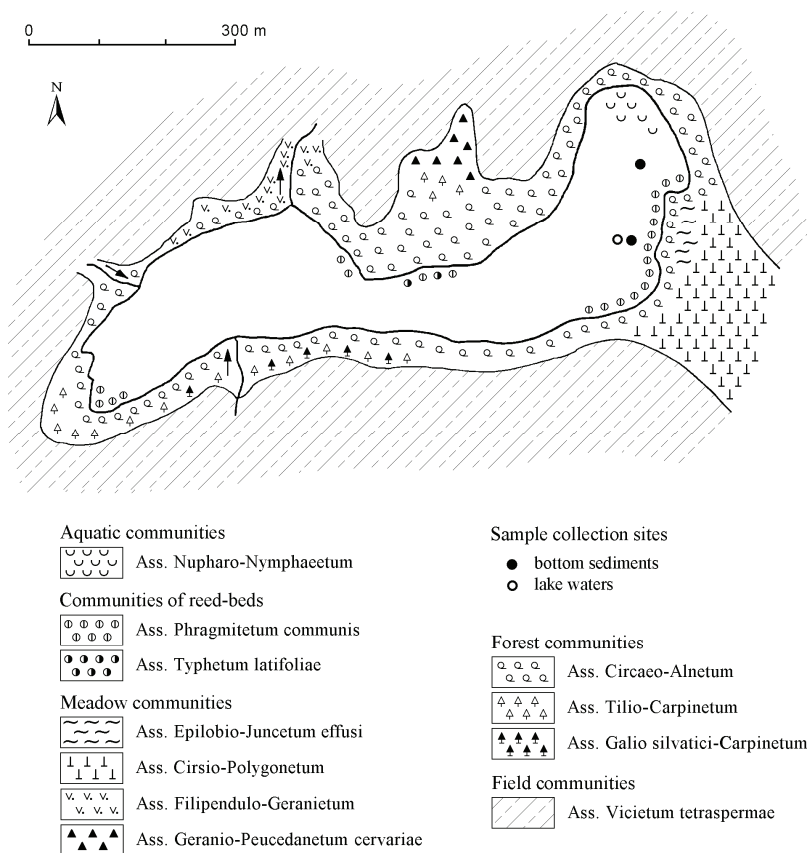 0 300 m
N
Aquatic communities
Ass. Nupharo-Nymphaeetum
Communities of reed-beds
Ass. Phragmitetum communis
Ass. Typhetum latifoliae
Meadow communities
Ass. Epilobio-Juncetum effusi
Ass. Cirsio-Polygonetum
Ass. Filipendulo-Geranietum
Ass. Geranio-Peucedanetum cervariae
Sample collection sites
bottom sediments
lake waters
Forest communities
Ass. Circaeo-Alnetum
Ass. Tilio-Carpinetum
Ass. Galio silvatici-Carpinetum
Field communities
Ass. Vicietum tetraspermae